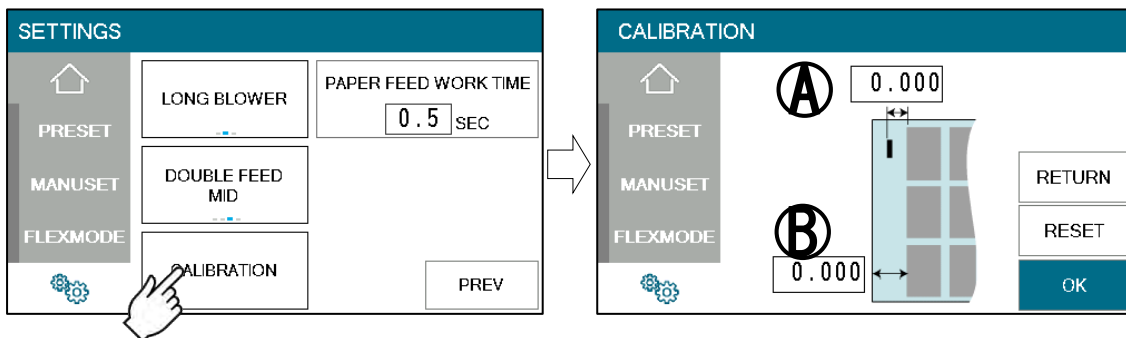 SETTINGS
PRESET
MANUSET
FLEXMODE
LONG BLOWER
DOUBLE FEED
MID
CALIBRATION
PAPER FEED WORK TIME
0.5 SEC
PREV
CALIBRATION
PRESET
MANUSET
FLEXMODE
A 0.000
B
0.000
RETURN
RESET
OK